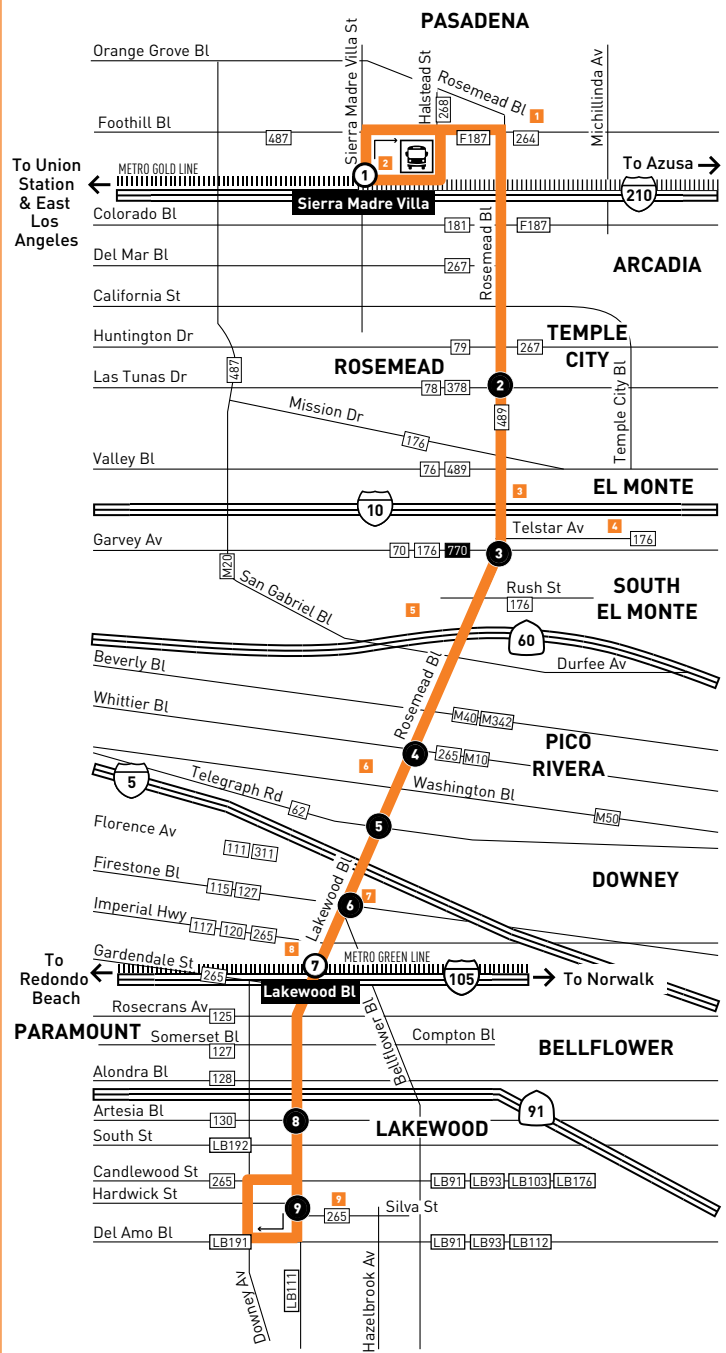 PASADENA
Orange Grove Bl
Sierra Madre Villa St
Halstead St
268
Rosemead Bl
1
Michillinda Av
Foothill Bl
487
F187
264
To Union
Station
& East
Los
Angeles
METRO GOLD LINE
2
1
To Azusa
Sierra Madre Villa
210
Colorado Bl
181
F187
Rosemead Bl
Del Mar Bl
267
ARCADIA
California St
Huntington Dr
79
267
TEMPLE
CITY
ROSEMEAD
487
Las Tunas Dr
78
378
2
Temple City Bl
489
Mission Dr
176
Valley Bl
76
489
3
EL MONTE
10
Telstar Av
4
176
Garvey Av
70
176
770
3
M20
San Gabriel Bl
Rush St
176
SOUTH
EL MONTE
5
60
Durfee Av
Beverly Bl
Rosemead Bl
Whittier Bl
M40
M342
4
265
M10
PICO
RIVERA
6
5
Telegraph Rd
62
Washington Bl
M50
5
Florence Av
111
311
Firestone Bl
115
127
Lakewood Bl
6
7
DOWNEY
Imperial Hwy
117
120
265
8
Gardendale St
265
7
METRO GREEN LINE
105
To
Redondo
Beach
To Norwalk
Lakewood Bl
Rosecrans Av
125
PARAMOUNT
Somerset Bl
127
Bellflower Bl
Compton Bl
BELLFLOWER
Alondra Bl
128
91
Artesia Bl
130
8
LAKEWOOD
South St
LB192
Candlewood St
265
LB91
LB93
LB103
LB176
Hardwick St
9
9
265
Silva St
Del Amo Bl
LB191
LB91
LB93
LB112
Downey Av
LB111
Hazelbrook Av